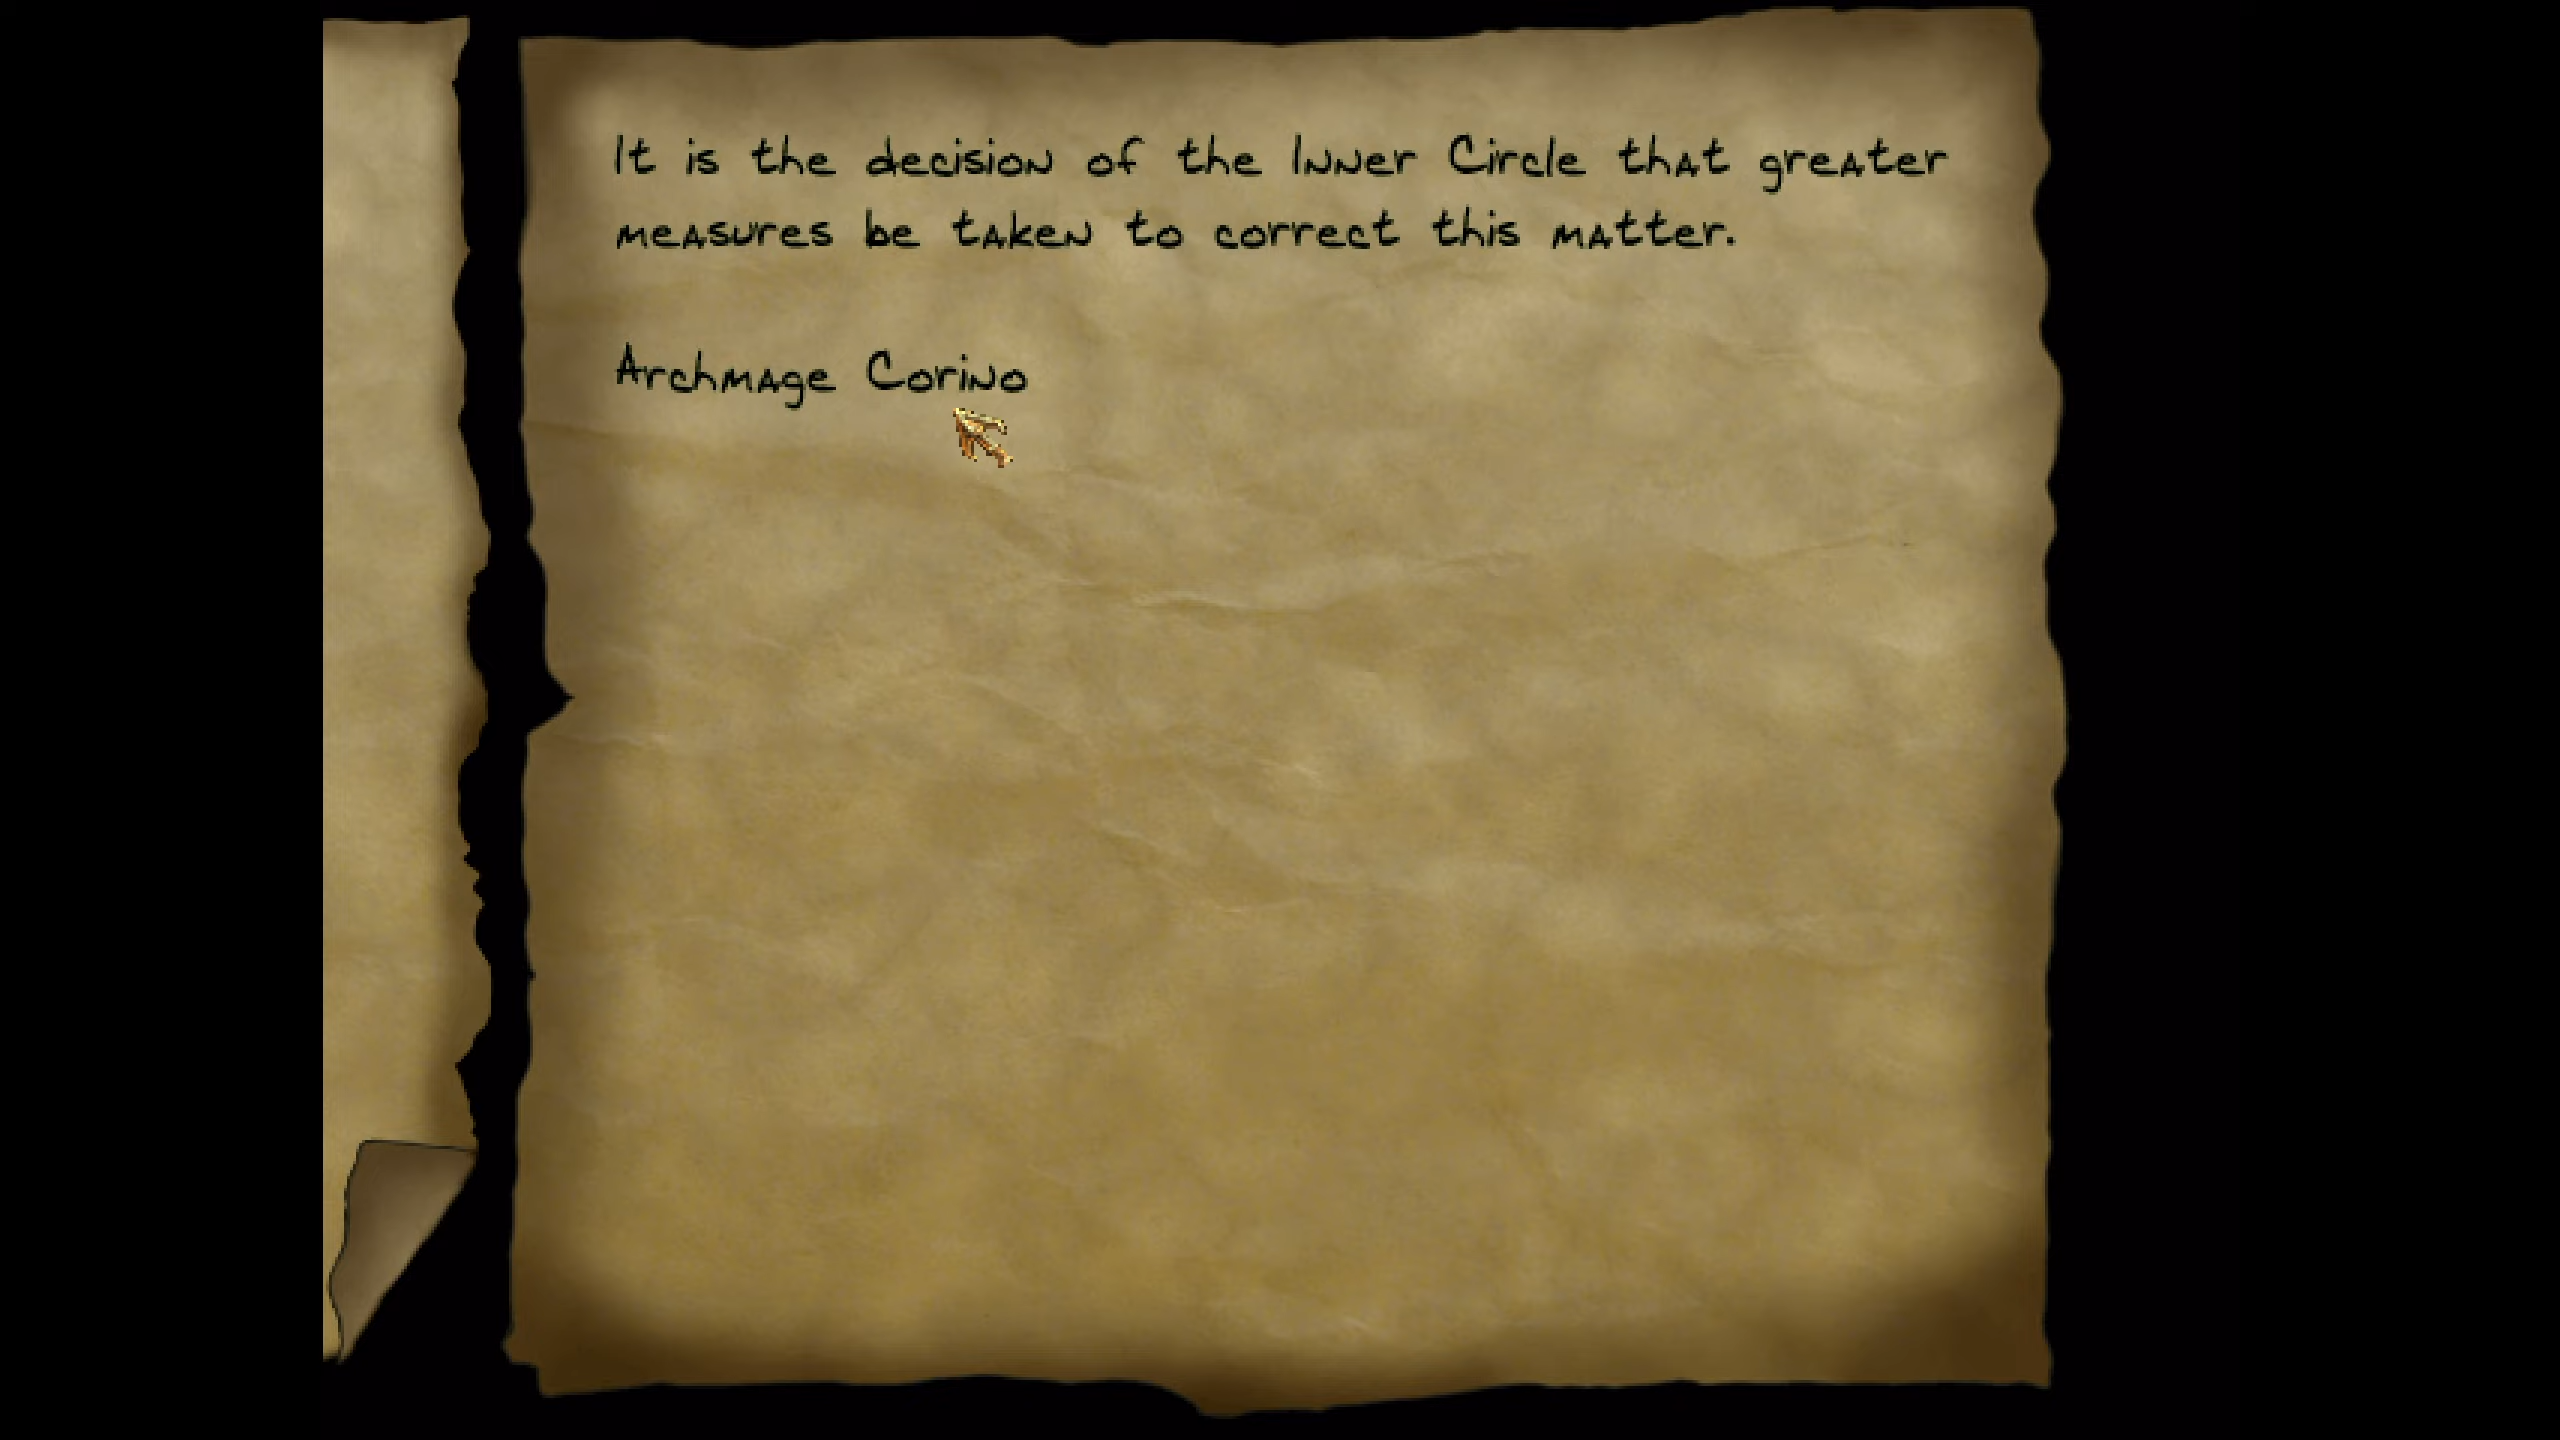 It is the decision of the Inner Circle that greater
measures be taken to correct this matter.
Archmage Corino